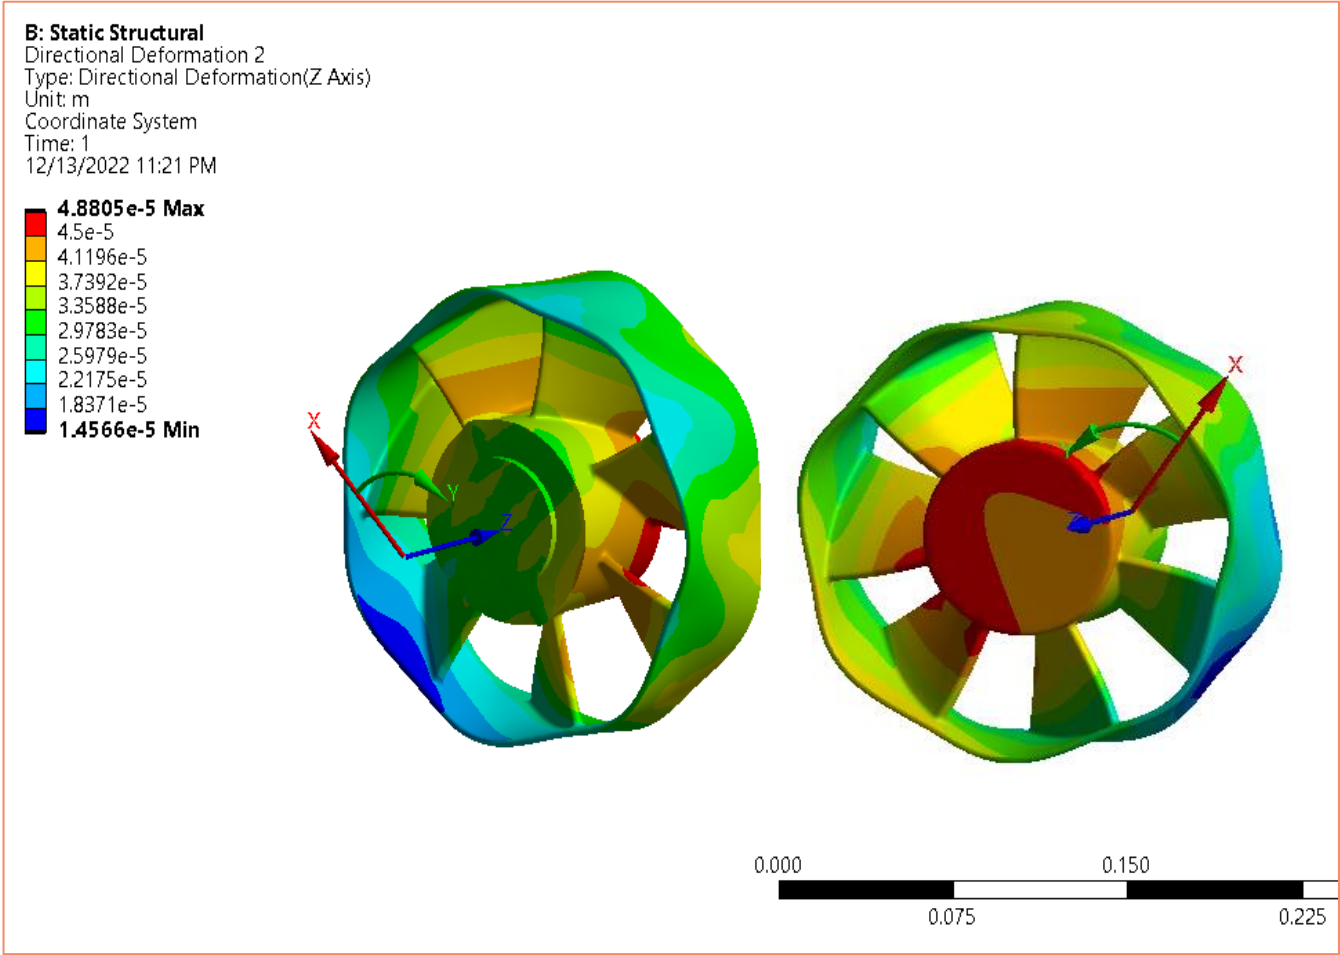 B: Static Structural
Directional Deformation 2
Type: Directional Deformation(Z Axis)
Unit: m
Coordinate System
Time: 1
12/13/2022 11:21 PM
4.8805e-5 Max
4.5e-5
4.1196e-5
3.7392e-5
3.3588e-5
2.9783e-5
2.5979e-5
2.2175e-5
1.8371e-5
1.4566e-5 Min
X
Y
Z
X
Y
Z
0.000
0.150
0.075
0.225